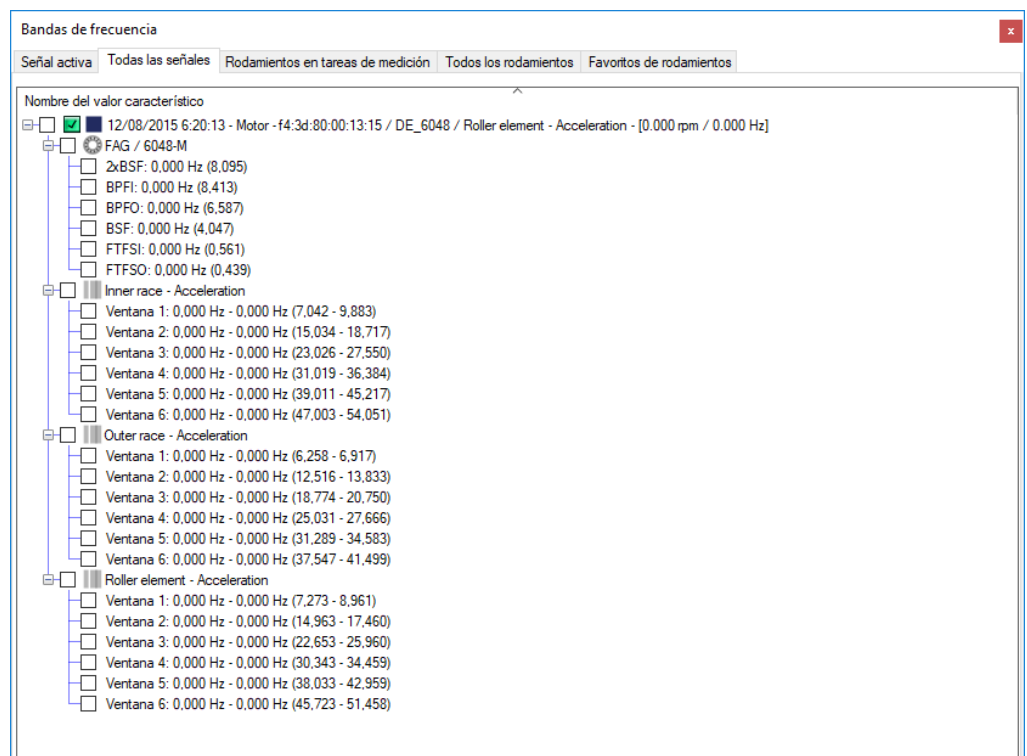 Bandas de frecuencia
x
Señal activa Todas las señales Rodamientos en tareas de medición Todos los rodamientos Favoritos de rodamientos
Nombre del valor característico
12/08/2015 6:20:13 - Motor - f4:3d:80:00:13:15 / DE_6048 / Roller element - Acceleration - [0.000 rpm / 0.000 Hz]
FAG / 6048-M
2xBSF: 0,000 Hz (8,095)
BPFI: 0,000 Hz (8,413)
BPFO: 0,000 Hz (6,587)
BSF: 0,000 Hz (4,047)
FTFSI: 0,000 Hz (0,561)
FTFSO: 0,000 Hz (0,439)
Inner race - Acceleration
Ventana 1: 0,000 Hz - 0,000 Hz (7,042 - 9,883)
Ventana 2: 0,000 Hz - 0,000 Hz (15,034 - 18,717)
Ventana 3: 0,000 Hz - 0,000 Hz (23,026 - 27,550)
Ventana 4: 0,000 Hz - 0,000 Hz (31,019 - 36,384)
Ventana 5: 0,000 Hz - 0,000 Hz (39,011 - 45,217)
Ventana 6: 0,000 Hz - 0,000 Hz (47,003 - 54,051)
Outer race - Acceleration
Ventana 1: 0,000 Hz - 0,000 Hz (6,258 - 6,917)
Ventana 2: 0,000 Hz - 0,000 Hz (12,516 - 13,833)
Ventana 3: 0,000 Hz - 0,000 Hz (18,774 - 20,750)
Ventana 4: 0,000 Hz - 0,000 Hz (25,031 - 27,666)
Ventana 5: 0,000 Hz - 0,000 Hz (31,289 - 34,583)
Ventana 6: 0,000 Hz - 0,000 Hz (37,547 - 41,499)
Roller element - Acceleration
Ventana 1: 0,000 Hz - 0,000 Hz (7,273 - 8,961)
Ventana 2: 0,000 Hz - 0,000 Hz (14,963 - 17,460)
Ventana 3: 0,000 Hz - 0,000 Hz (22,653 - 25,960)
Ventana 4: 0,000 Hz - 0,000 Hz (30,343 - 34,459)
Ventana 5: 0,000 Hz - 0,000 Hz (38,033 - 42,959)
Ventana 6: 0,000 Hz - 0,000 Hz (45,723 - 51,458)